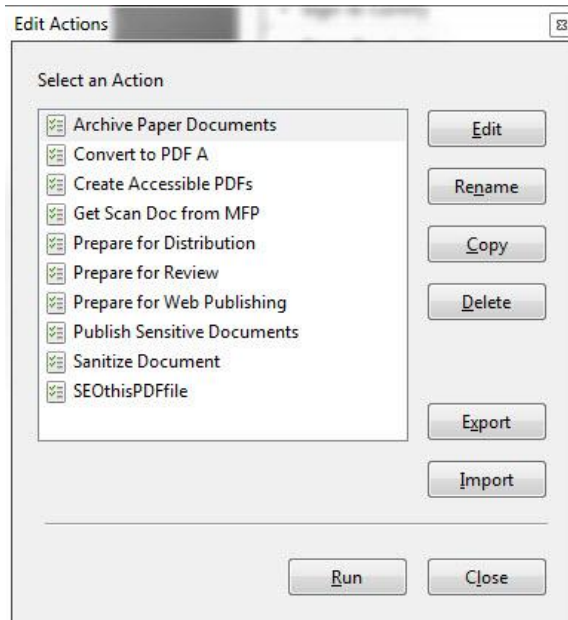 Edit Actions
Select an Action
Archive Paper Documents
Convert to PDF A
Create Accessible PDFs
Get Scan Doc from MFP
Prepare for Distribution
Prepare for Review
Prepare for Web Publishing
Publish Sensitive Documents
Sanitize Document
SEOthisPDFfile
Edit
Rename
Copy
Delete
Export
Import
Run
Close